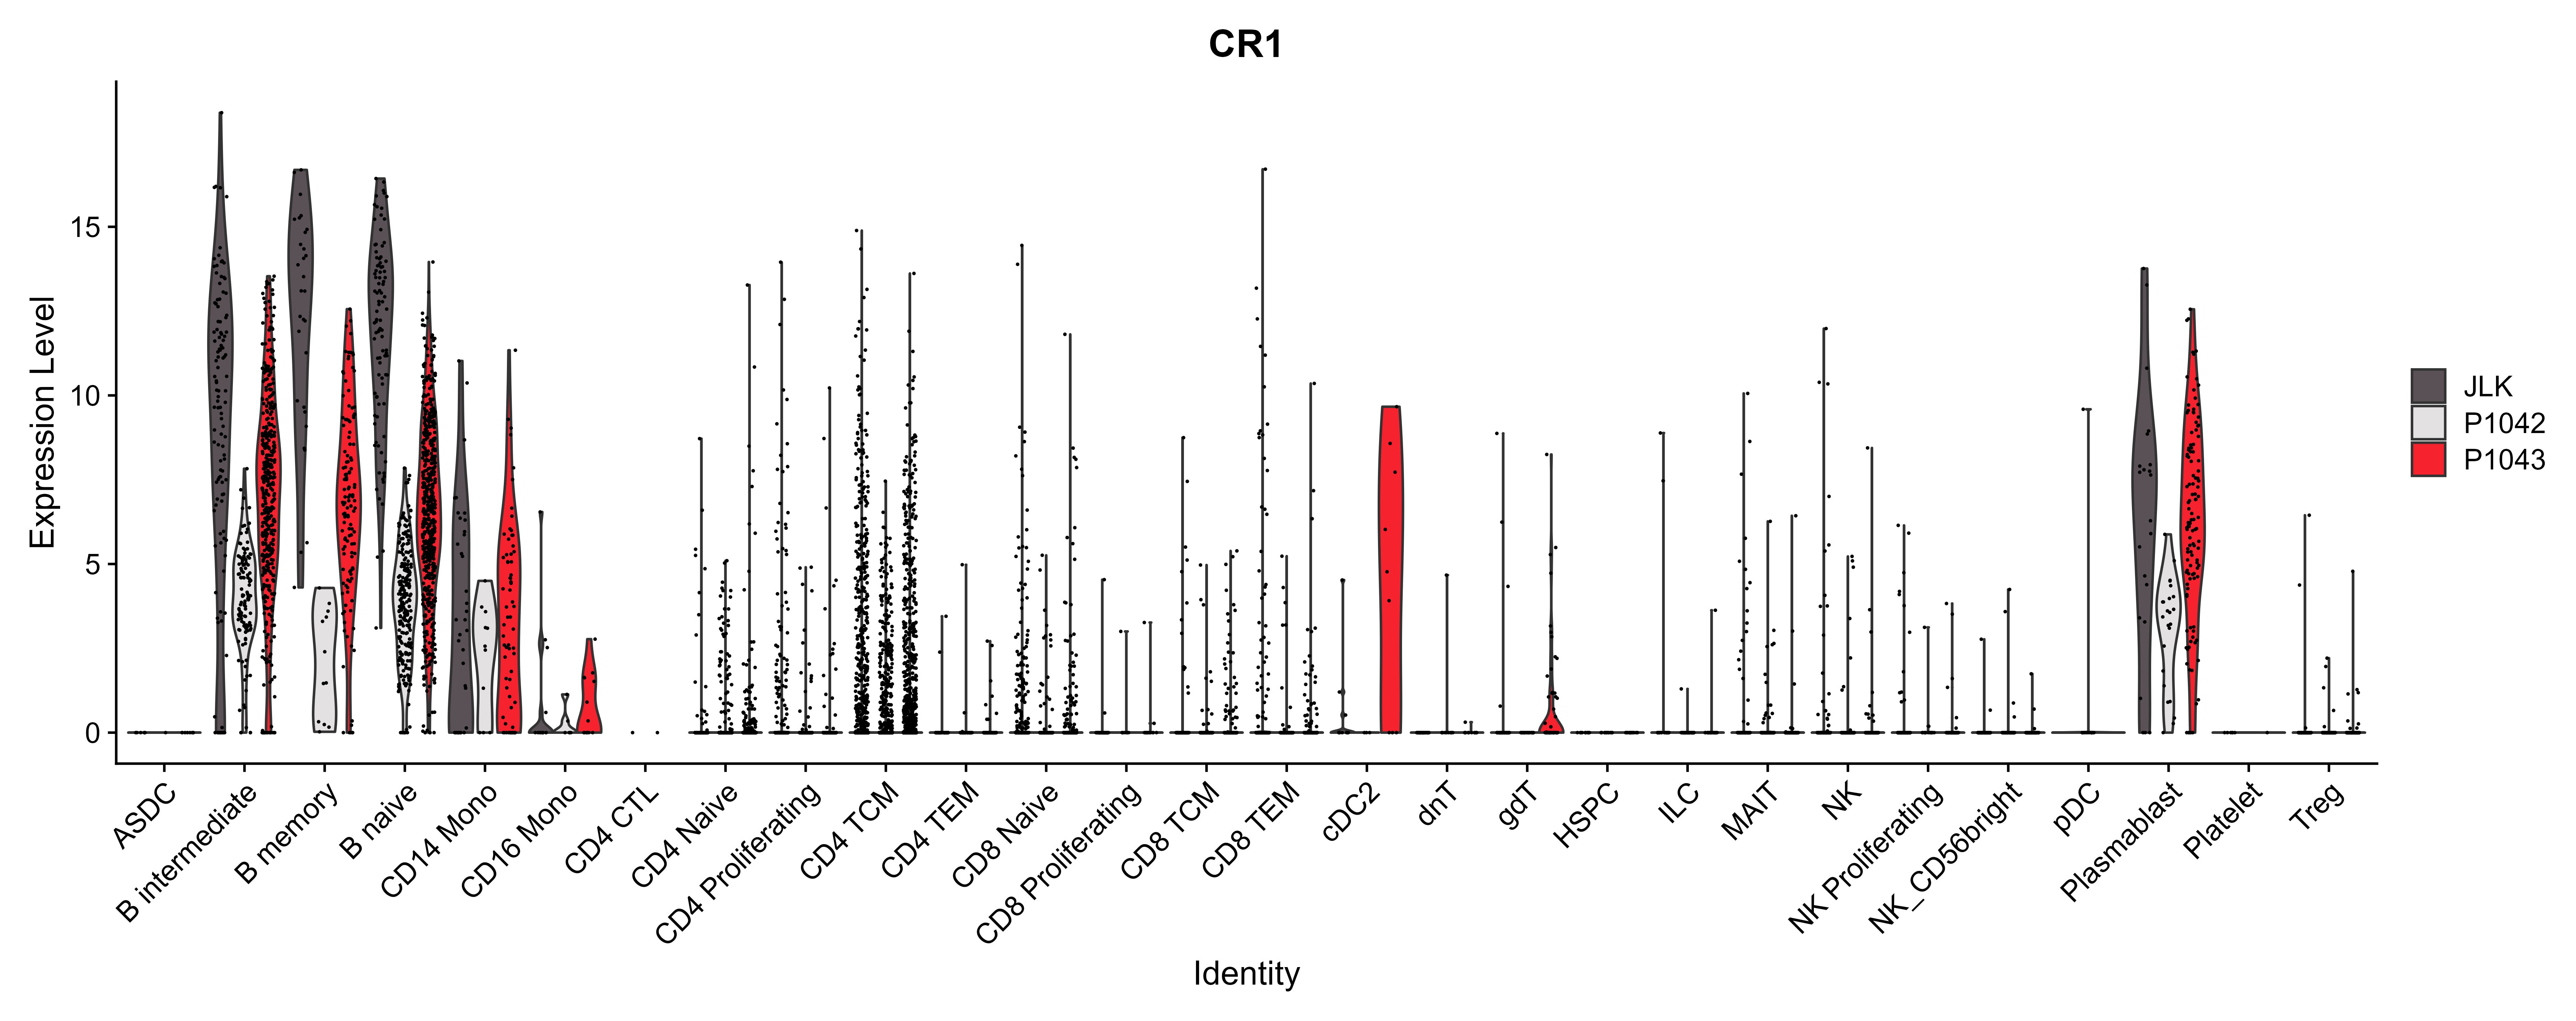 CR1
Expression Level
15
10
5
0
ASDC
B intermediate
B memory
B naive
CD14 Mono
CD16 Mono
CD4 CTL
CD4 Naive
CD4 Proliferating
CD4 TCM
CD4 TEM
CD8 Naive
CD8 Proliferating
CD8 TCM
CD8 TEM
cDC2
dnT
gdT
HSPC
ILC
MAIT
NK
NK Proliferating
NK_CD56bright
pDC
Plasmablast
Platelet
Treg
Identity
JLK
P1042
P1043